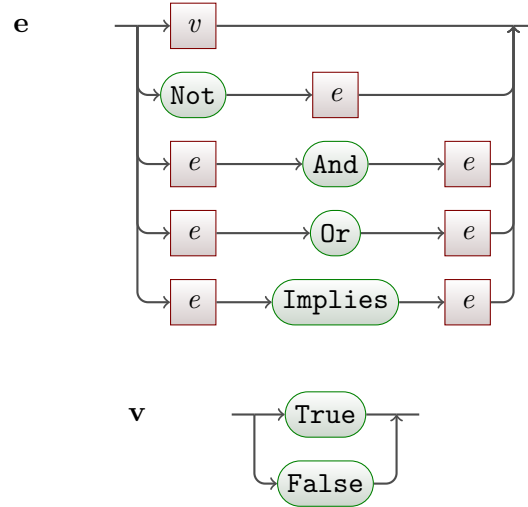 e v
Not e
e And e
e Or e
e Implies e
v True
False